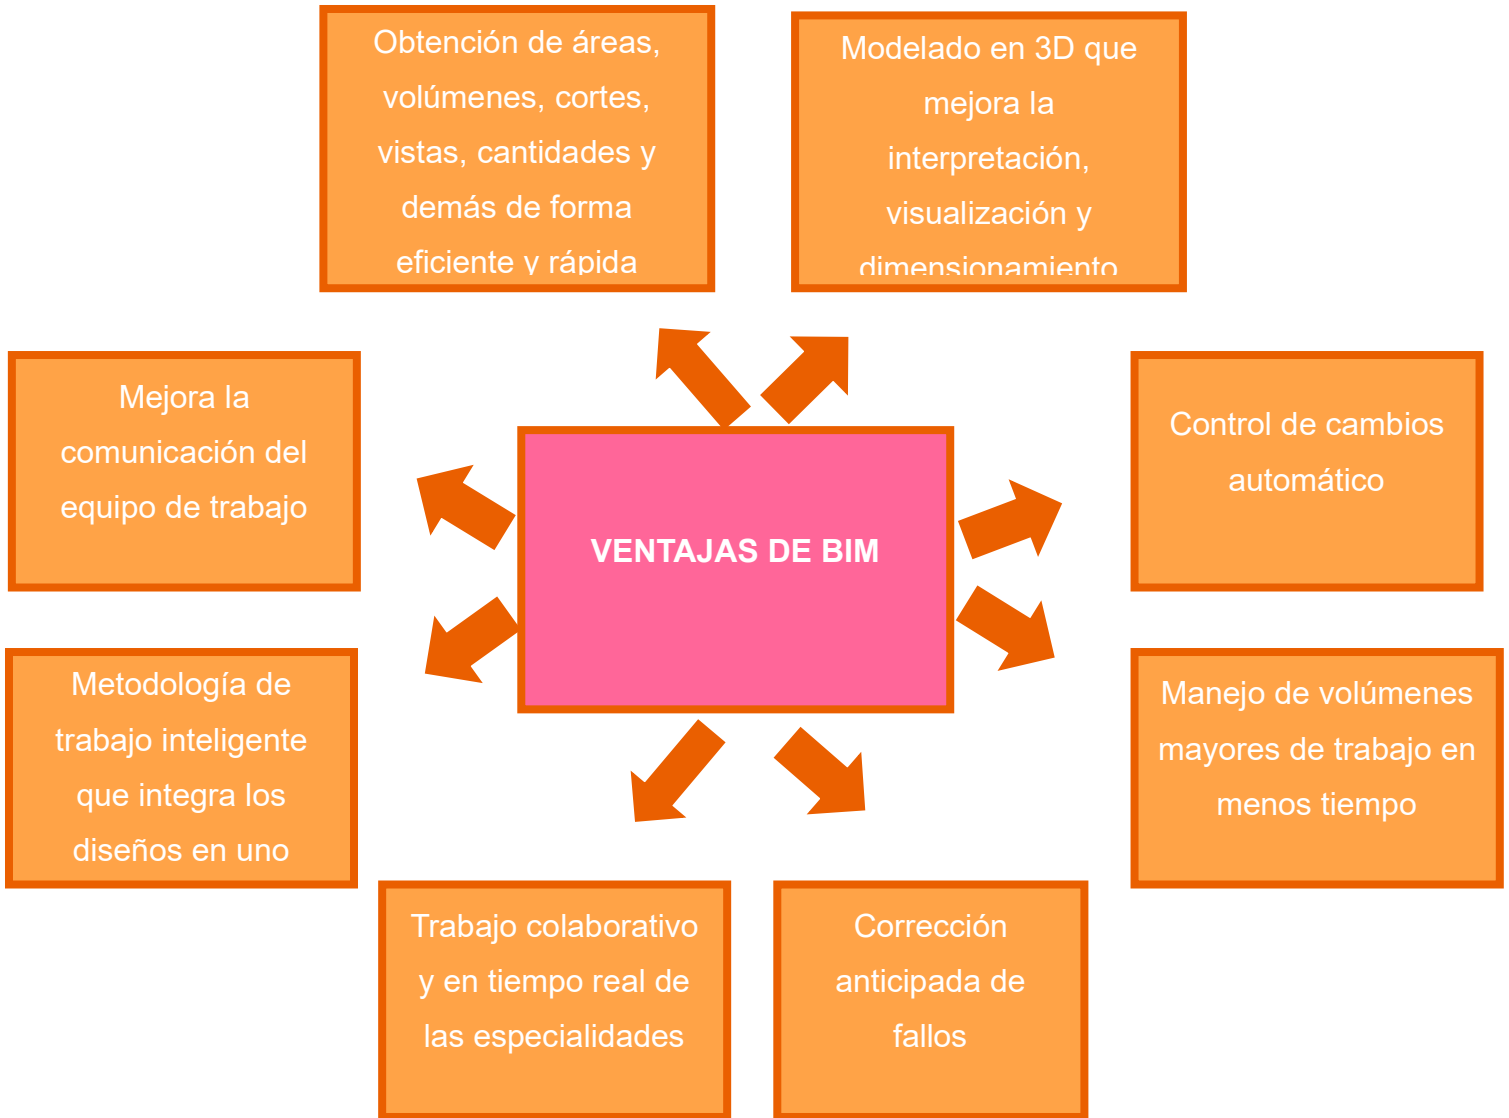 Obtención de áreas,
volúmenes, cortes,
vistas, cantidades y
demás de forma
eficiente y rápida
Modelado en 3D que
mejora la
interpretación,
visualización y
dimensionamiento
Mejora la
comunicación del
equipo de trabajo
Control de cambios
automático
VENTAJAS DE BIM
Metodología de
trabajo inteligente
que integra los
diseños en uno
Manejo de volúmenes
mayores de trabajo en
menos tiempo
Trabajo colaborativo
y en tiempo real de
las especialidades
Corrección
anticipada de
fallos